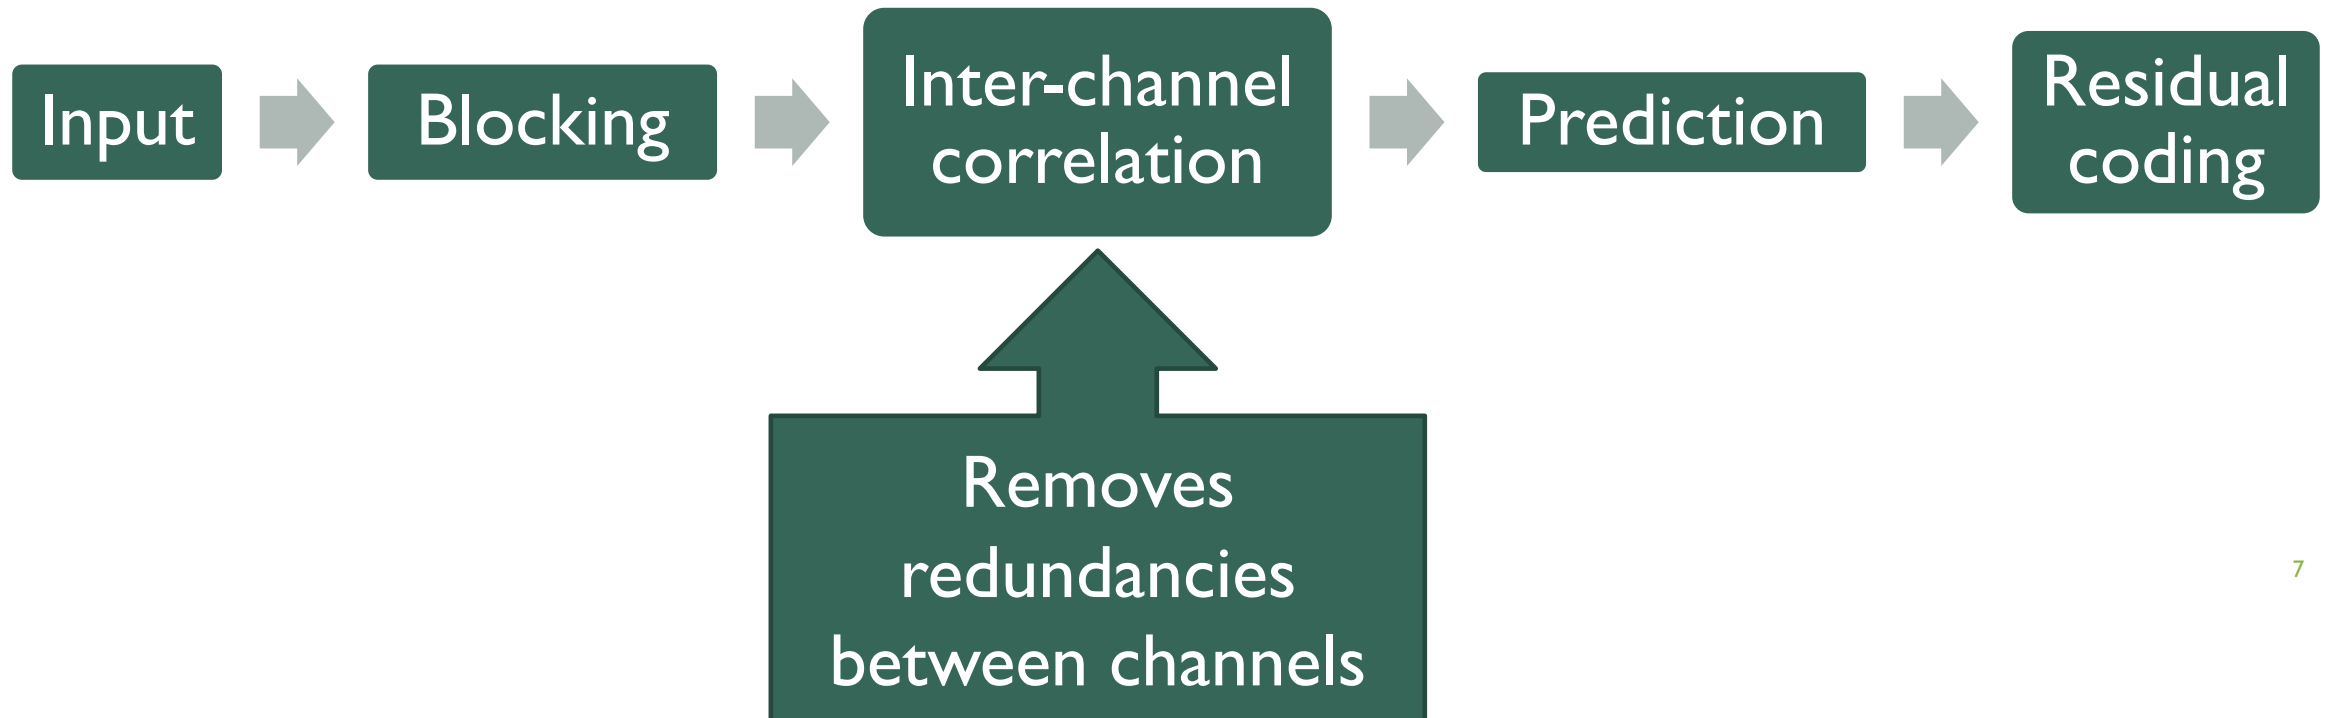 Input
Blocking
Inter-channel
correlation
Prediction
Residual
coding
Removes
redundancies
between channels
7